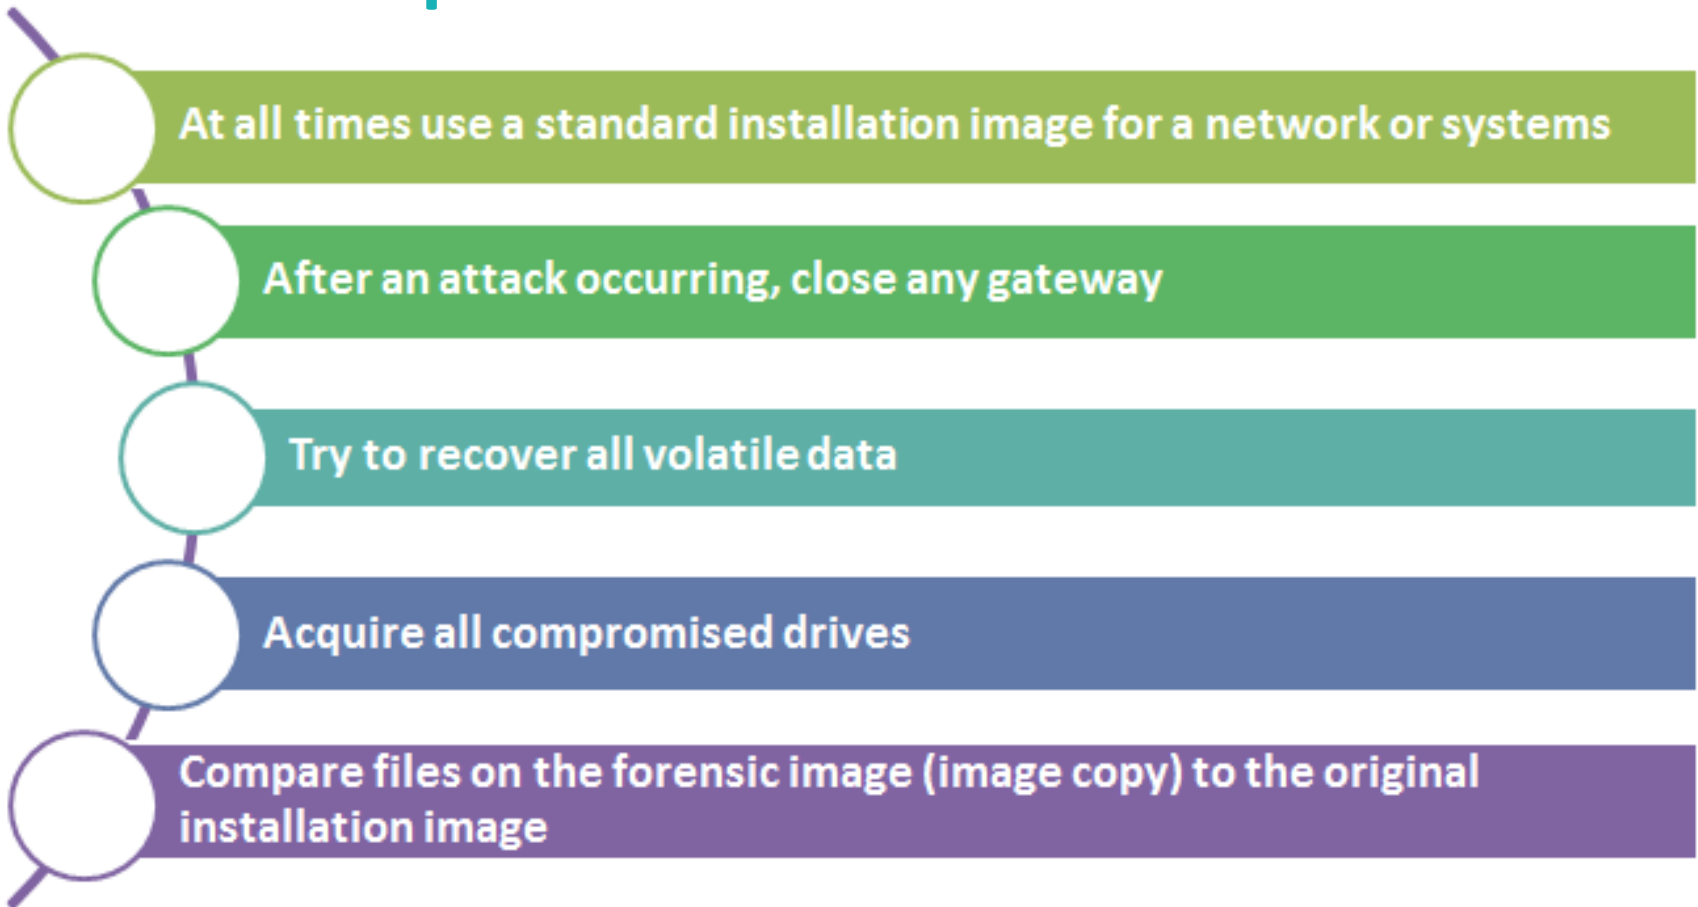 At all times use a standard installation image for a network or systems
After an attack occurring, close any gateway
Try to recover all volatile data
Acquire all compromised drives
Compare files on the forensic image (image copy) to the original
installation image